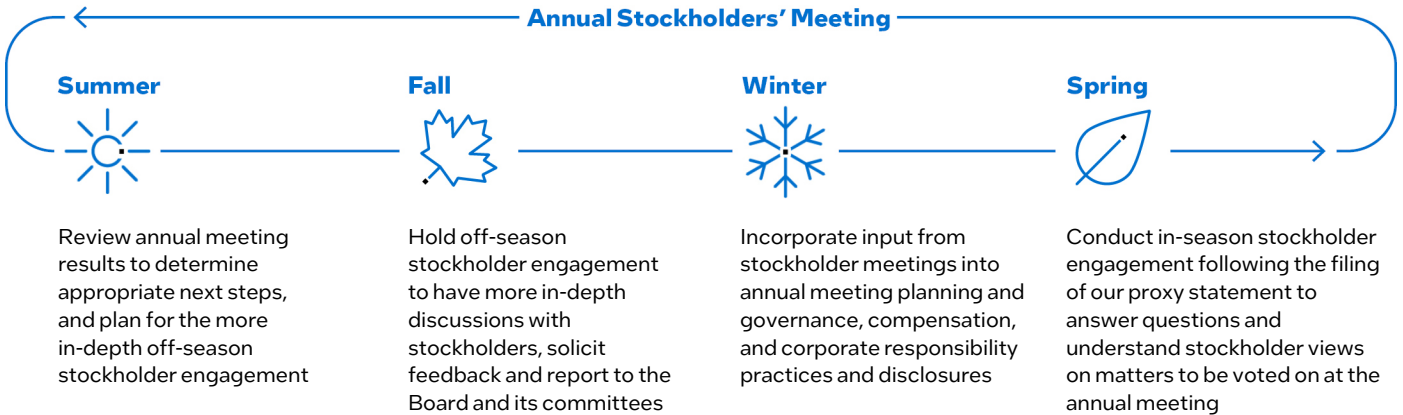 Annual Stockholders’ Meeting
Summer
Review annual meeting
results to determine
appropriate next steps,
and plan for the more
in-depth off-season
stockholder engagement
Fall
Hold off-season
stockholder engagement
to have more in-depth
discussions with
stockholders, solicit
feedback and report to the
Board and its committees
Winter
Incorporate input from
stockholder meetings into
annual meeting planning and
governance, compensation,
and corporate responsibility
practices and disclosures
Spring
Conduct in-season stockholder
engagement following the filing
of our proxy statement to
answer questions and
understand stockholder views
on matters to be voted on at the
annual meeting